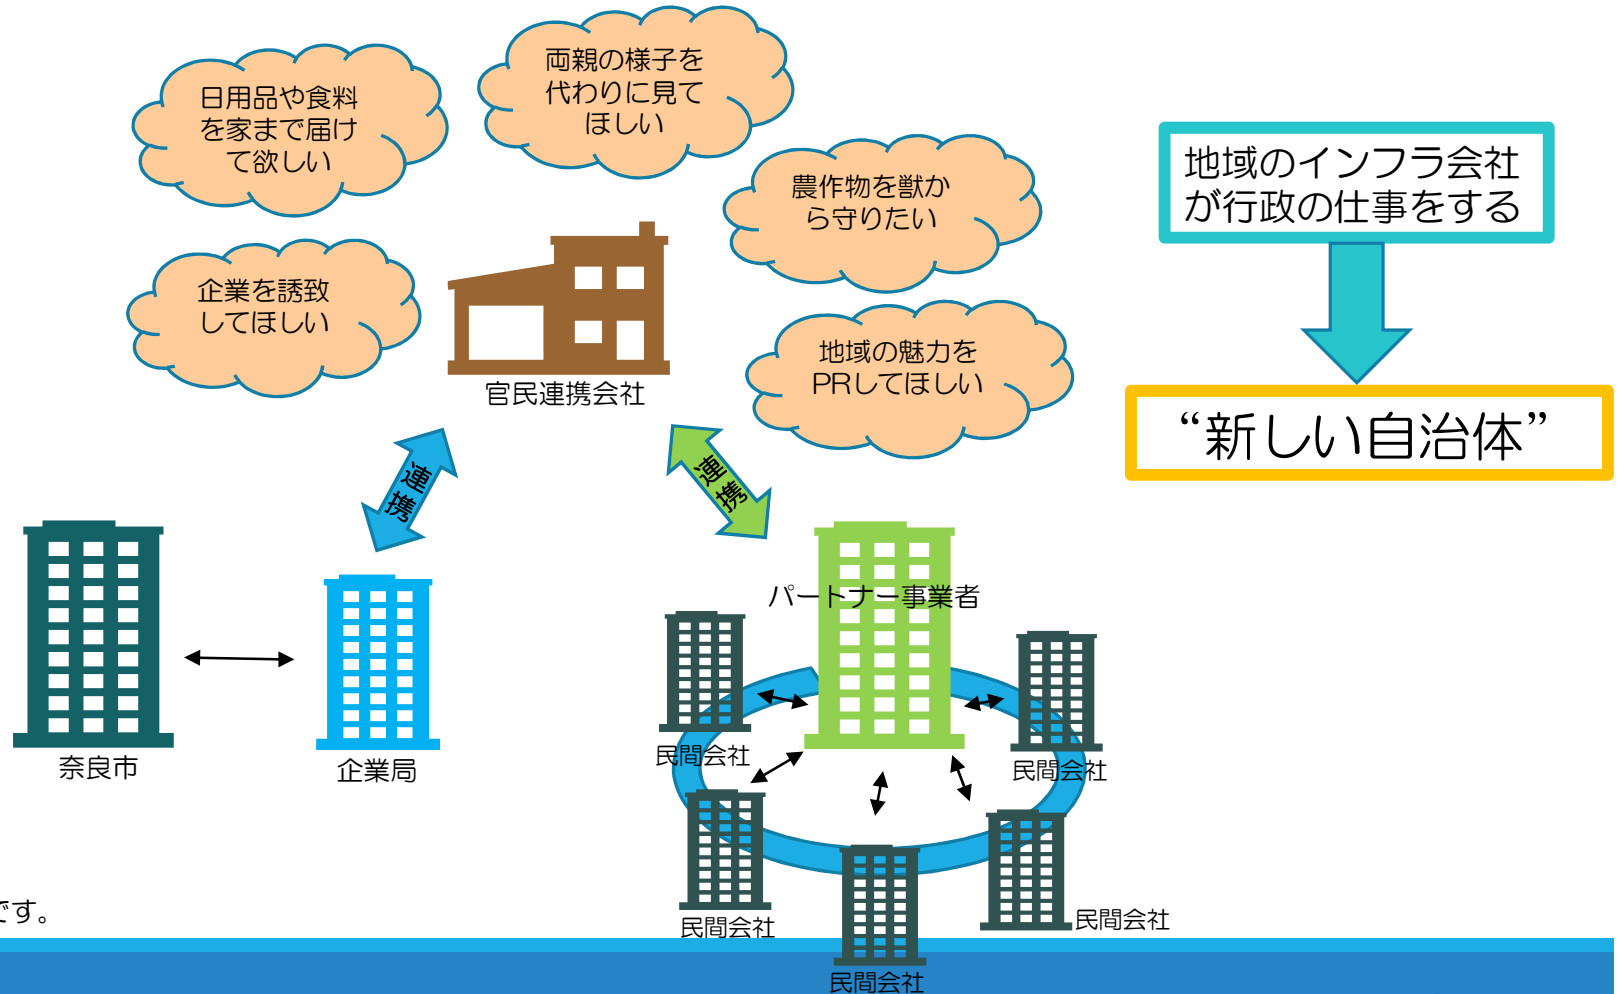 両親の様子を
代わりに見て
ほしい
日用品や食料
を家まで届け
て欲しい
農作物を獣か
ら守りたい
企業を誘致
してほしい
地域の魅力を
PRしてほしい
官民連携会社
地域のインフラ会社
が行政の仕事をする
“新しい自治体”
連携
連携
パートナー事業者
奈良市
企業局
民間会社
民間会社
民間会社
民間会社
民間会社
です。